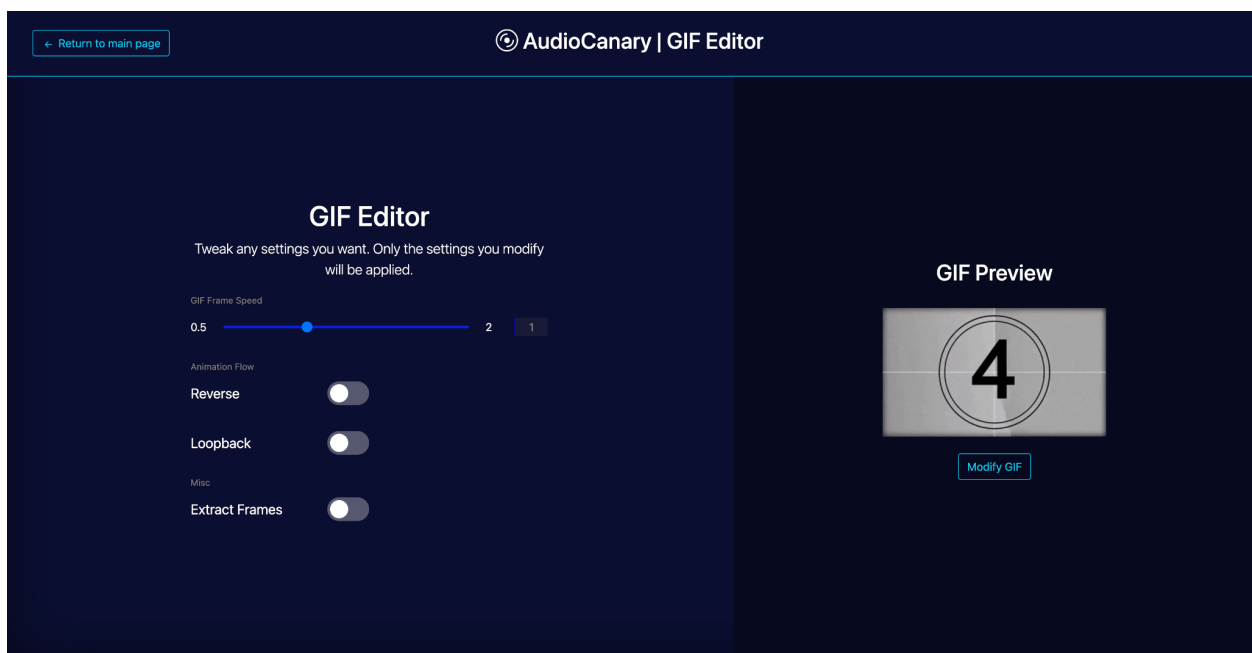 ← Return to main page
AudioCanary | GIF Editor
GIF Editor
Tweak any settings you want. Only the settings you modify
will be applied.
GIF Frame Speed
0.5 2 1
Animation Flow
Reverse
Loopback
Misc
Extract Frames
GIF Preview
4
Modify GIF